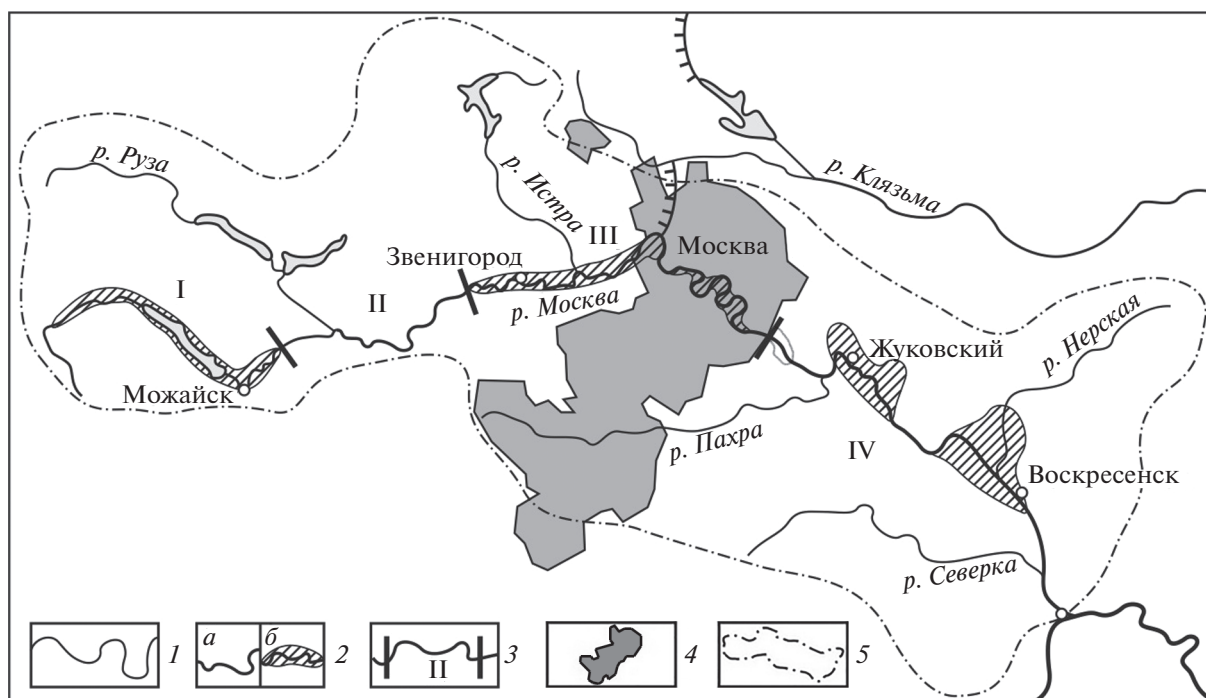 р. Руза
р. Истра
р. Клязьма
I
II
III
Звенигород
Москва
р. Москва
Можайск
Жуковский
р. Нерская
р. Пахра
IV
Воскресенск
р. Северка
1
а
б
2
II
3
4
5